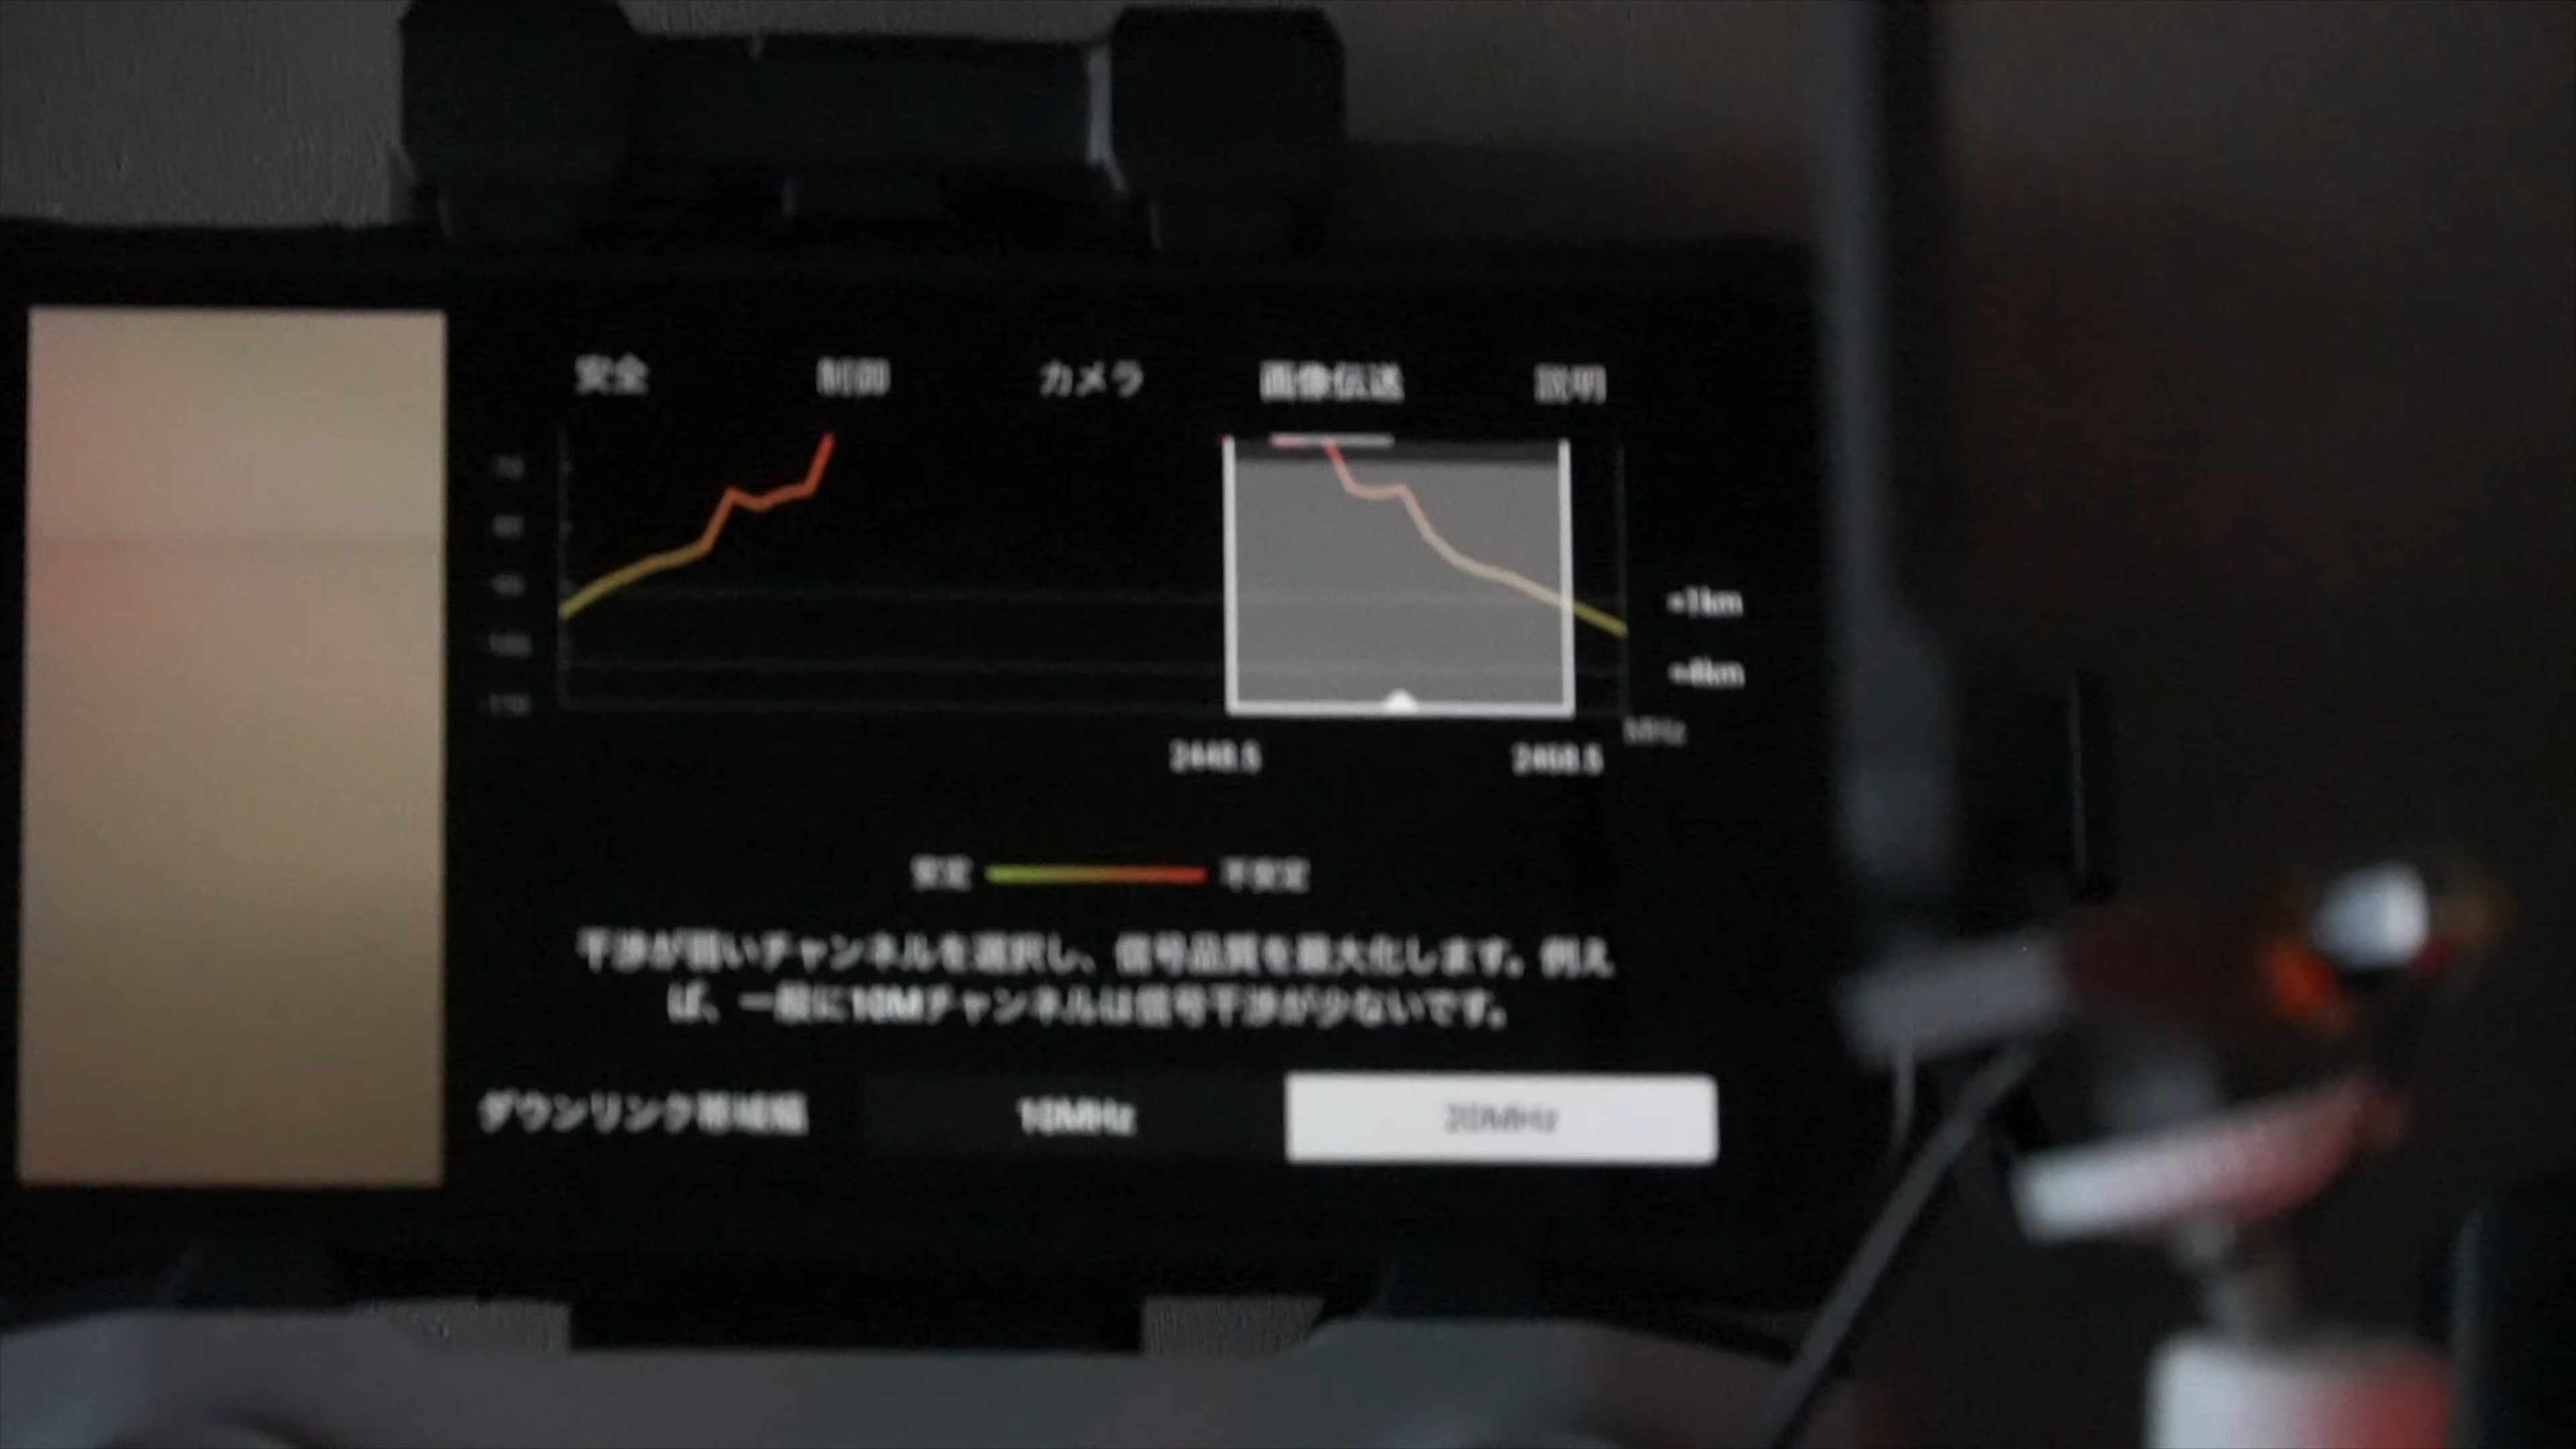 安全 制御 カメラ 画像伝送 説明
-1km
-4km
MHz
2448.5 2468.5
安定 不安定
干渉が弱いチャンネルを選択し、信号品質を最大化します。例え
ば、一般に10Mチャンネルは信号干渉が少ないです。
ダウンリンク帯域幅 10MHz 20MHz